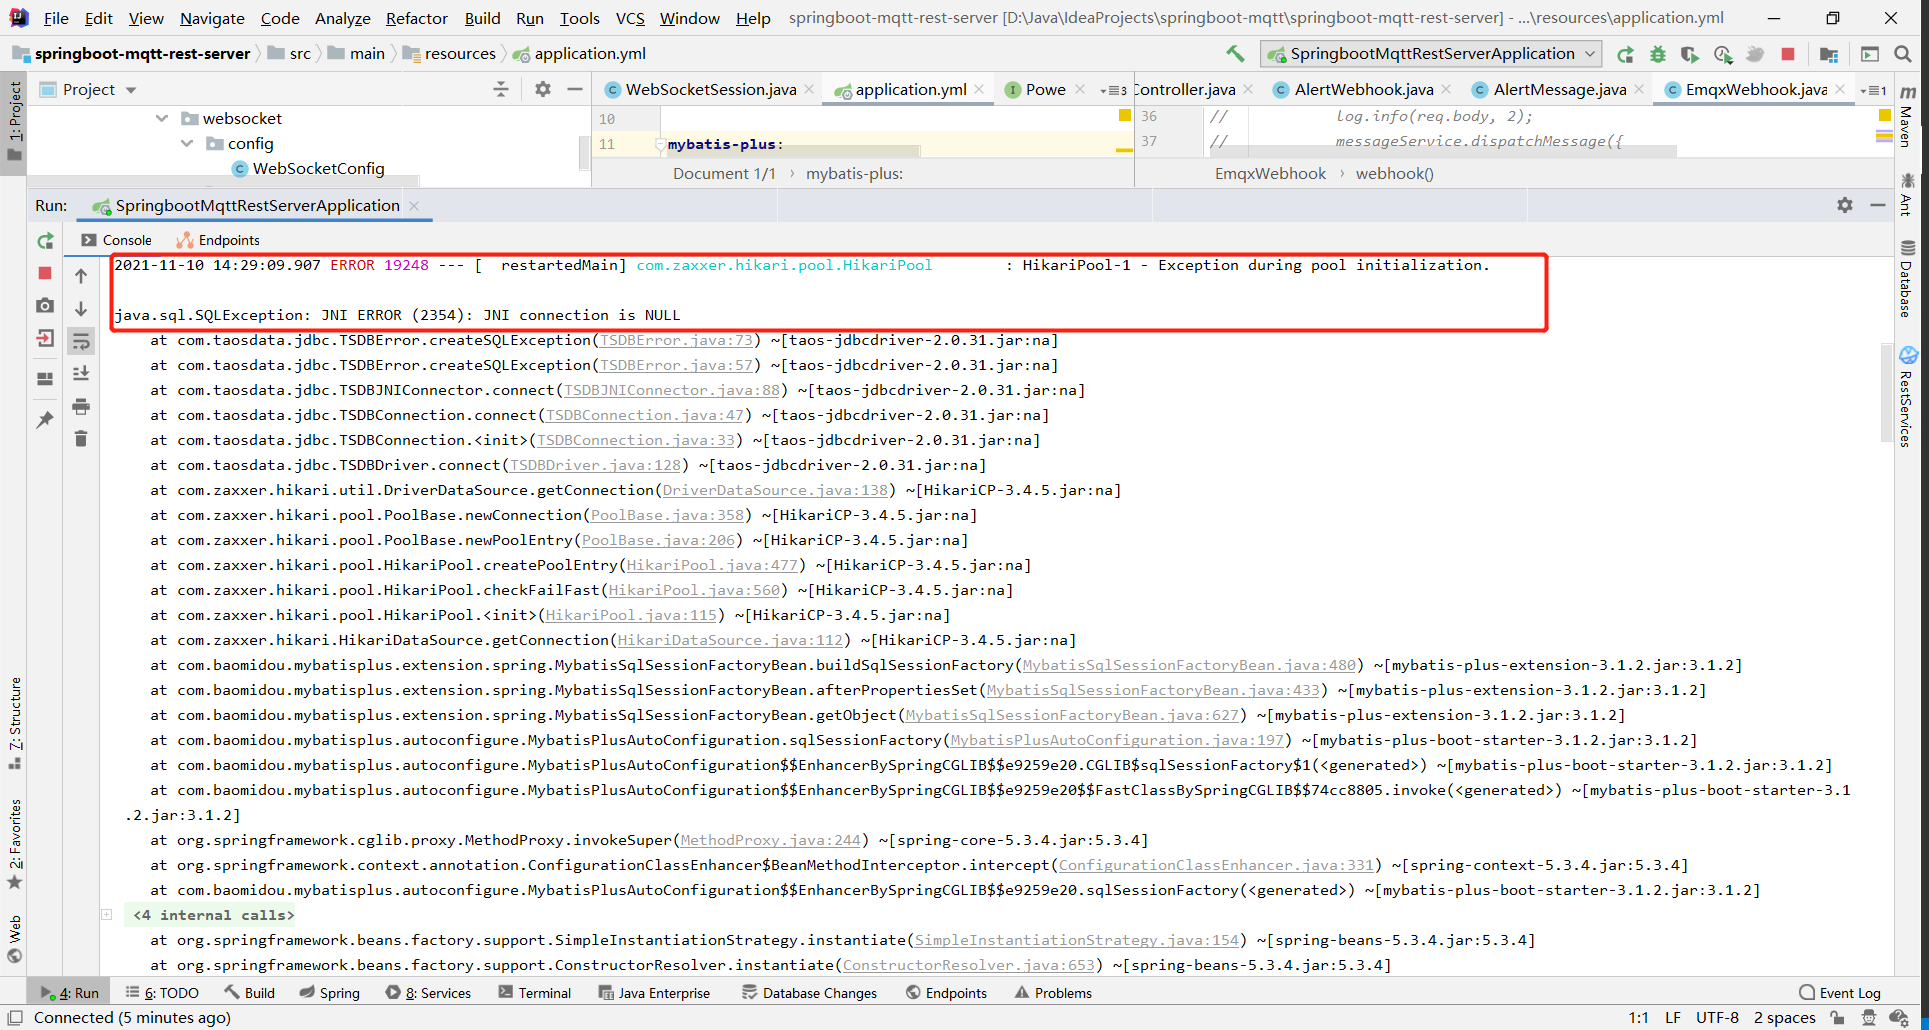 File Edit View Navigate Code Analyze Refactor Build Run Tools VCS Window Help springboot-mqtt-rest-server [D:\Java\IdeaProjects\springboot-mqtt\springboot-mqtt-rest-server] - ...\resources\application.yml
springboot-mqtt-rest-server src main resources application.yml SpringbootMqttRestServerApplication
Project WebSocketSession.java application.yml Powe 3 Controller.java AlertWebhook.java AlertMessage.java EmqxWebhook.java 1
websocket
config
WebSocketConfig
10
11 mybatis-plus:
Document 1/1 › mybatis-plus:
36 // log.info(req.body, 2);
37 // messageService.dispatchMessage({
EmqxWebhook › webhook()
Run: SpringbootMqttRestServerApplication
Console Endpoints
2021-11-10 14:29:09.907 ERROR 19248 --- [  restartedMain] com.zaxxer.hikari.pool.HikariPool        : HikariPool-1 - Exception during pool initialization.
java.sql.SQLException: JNI ERROR (2354): JNI connection is NULL
at com.taosdata.jdbc.TSDBError.createSQLException(TSDBError.java:73) ~[taos-jdbcdriver-2.0.31.jar:na]
at com.taosdata.jdbc.TSDBError.createSQLException(TSDBError.java:57) ~[taos-jdbcdriver-2.0.31.jar:na]
at com.taosdata.jdbc.TSDBJNIConnector.connect(TSDBJNIConnector.java:88) ~[taos-jdbcdriver-2.0.31.jar:na]
at com.taosdata.jdbc.TSDBConnection.connect(TSDBConnection.java:47) ~[taos-jdbcdriver-2.0.31.jar:na]
at com.taosdata.jdbc.TSDBConnection.<init>(TSDBConnection.java:33) ~[taos-jdbcdriver-2.0.31.jar:na]
at com.taosdata.jdbc.TSDBDriver.connect(TSDBDriver.java:128) ~[taos-jdbcdriver-2.0.31.jar:na]
at com.zaxxer.hikari.util.DriverDataSource.getConnection(DriverDataSource.java:138) ~[HikariCP-3.4.5.jar:na]
at com.zaxxer.hikari.pool.PoolBase.newConnection(PoolBase.java:358) ~[HikariCP-3.4.5.jar:na]
at com.zaxxer.hikari.pool.PoolBase.newPoolEntry(PoolBase.java:206) ~[HikariCP-3.4.5.jar:na]
at com.zaxxer.hikari.pool.HikariPool.createPoolEntry(HikariPool.java:477) ~[HikariCP-3.4.5.jar:na]
at com.zaxxer.hikari.pool.HikariPool.checkFailFast(HikariPool.java:560) ~[HikariCP-3.4.5.jar:na]
at com.zaxxer.hikari.pool.HikariPool.<init>(HikariPool.java:115) ~[HikariCP-3.4.5.jar:na]
at com.zaxxer.hikari.HikariDataSource.getConnection(HikariDataSource.java:112) ~[HikariCP-3.4.5.jar:na]
at com.baomidou.mybatisplus.extension.spring.MybatisSqlSessionFactoryBean.buildSqlSessionFactory(MybatisSqlSessionFactoryBean.java:480) ~[mybatis-plus-extension-3.1.2.jar:3.1.2]
at com.baomidou.mybatisplus.extension.spring.MybatisSqlSessionFactoryBean.afterPropertiesSet(MybatisSqlSessionFactoryBean.java:433) ~[mybatis-plus-extension-3.1.2.jar:3.1.2]
at com.baomidou.mybatisplus.extension.spring.MybatisSqlSessionFactoryBean.getObject(MybatisSqlSessionFactoryBean.java:627) ~[mybatis-plus-extension-3.1.2.jar:3.1.2]
at com.baomidou.mybatisplus.autoconfigure.MybatisPlusAutoConfiguration.sqlSessionFactory(MybatisPlusAutoConfiguration.java:197) ~[mybatis-plus-boot-starter-3.1.2.jar:3.1.2]
at com.baomidou.mybatisplus.autoconfigure.MybatisPlusAutoConfiguration$$EnhancerBySpringCGLIB$$e9259e20.CGLIB$sqlSessionFactory$1(<generated>) ~[mybatis-plus-boot-starter-3.1.2.jar:3.1.2]
at com.baomidou.mybatisplus.autoconfigure.MybatisPlusAutoConfiguration$$EnhancerBySpringCGLIB$$e9259e20$$FastClassBySpringCGLIB$$74cc8805.invoke(<generated>) ~[mybatis-plus-boot-starter-3.1
.2.jar:3.1.2]
at org.springframework.cglib.proxy.MethodProxy.invokeSuper(MethodProxy.java:244) ~[spring-core-5.3.4.jar:5.3.4]
at org.springframework.context.annotation.ConfigurationClassEnhancer$BeanMethodInterceptor.intercept(ConfigurationClassEnhancer.java:331) ~[spring-context-5.3.4.jar:5.3.4]
at com.baomidou.mybatisplus.autoconfigure.MybatisPlusAutoConfiguration$$EnhancerBySpringCGLIB$$e9259e20.sqlSessionFactory(<generated>) ~[mybatis-plus-boot-starter-3.1.2.jar:3.1.2]
<4 internal calls>
at org.springframework.beans.factory.support.SimpleInstantiationStrategy.instantiate(SimpleInstantiationStrategy.java:154) ~[spring-beans-5.3.4.jar:5.3.4]
at org.springframework.beans.factory.support.ConstructorResolver.instantiate(ConstructorResolver.java:653) ~[spring-beans-5.3.4.jar:5.3.4]
1: Project
7: Structure
2: Favorites
Web
Maven
Ant
Database
RestServices
4: Run 6: TODO Build Spring 8: Services Terminal Java Enterprise Database Changes Endpoints Problems Event Log
Connected (5 minutes ago) 1:1 LF UTF-8 2 spaces